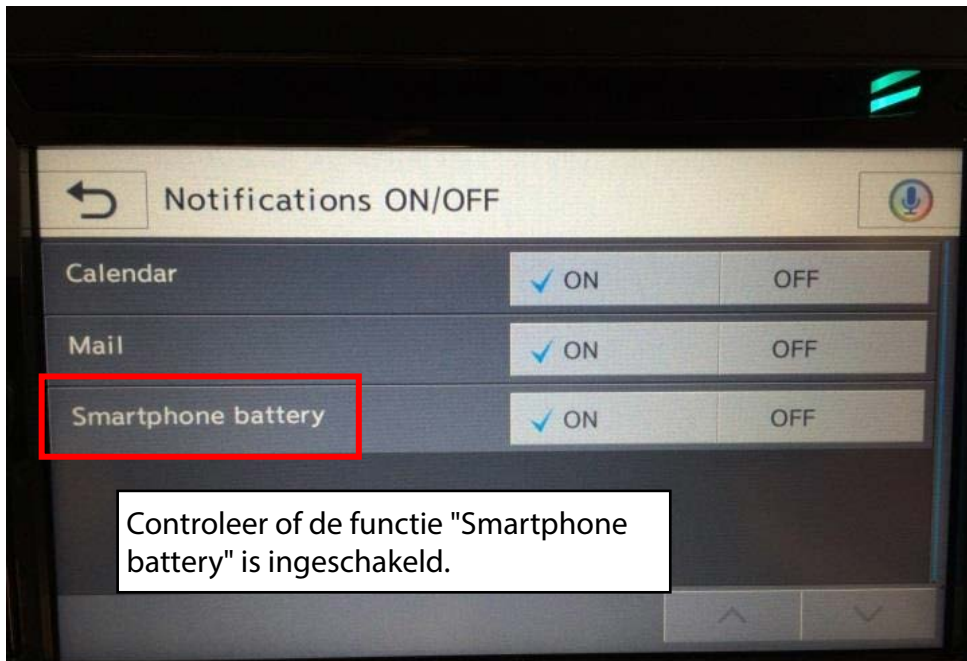 Notifications ON/OFF
Calendar ON OFF
Mail ON OFF
Smartphone battery ON OFF
Controleer of de functie "Smartphone
battery" is ingeschakeld.